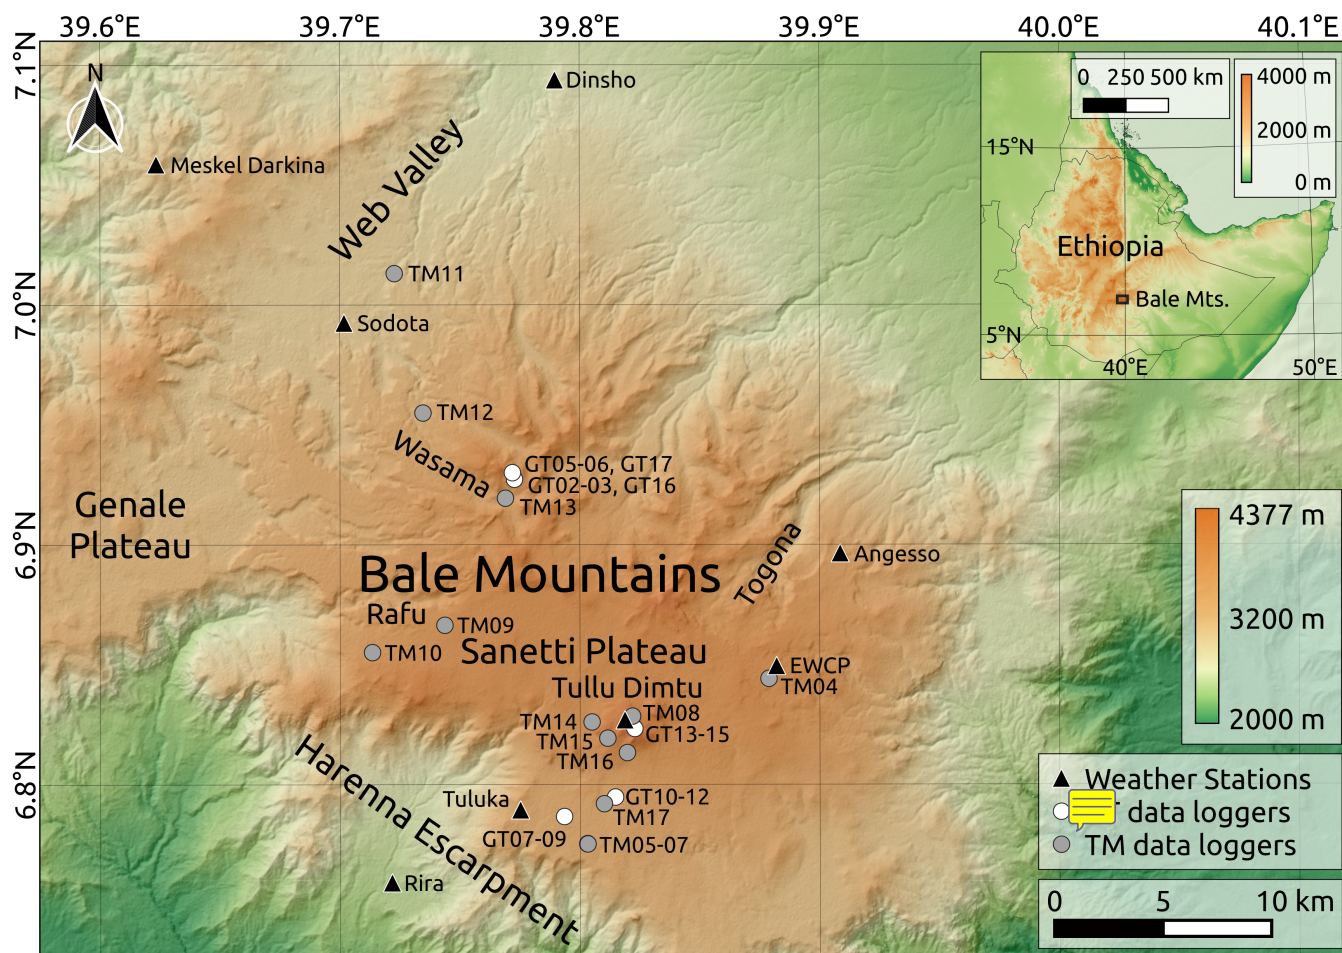 39.6°E
39.7°E
39.8°E
39.9°E
40.0°E
40.1°E
7.1°N
7.0°N
6.9°N
6.8°N
N
Dinsho
Meskel Darkina
Web Valley
TM11
Sodota
TM12
Wasama
GT05-06, GT17
GT02-03, GT16
TM13
Genale
Plateau
Togona
Angesso
Bale Mountains
Rafu
TM09
TM10
Sanetti Plateau
EWCP
TM04
Tullu Dimtu
TM08
TM14
GT13-15
TM15
TM16
Harenna Escarpment
Tuluka
GT10-12
TM17
GT07-09
TM05-07
Rira
0 250 500 km
4000 m
2000 m
0 m
15°N
Ethiopia
Bale Mts.
5°N
40°E
50°E
4377 m
3200 m
2000 m
Weather Stations
data loggers
TM data loggers
0 5 10 km